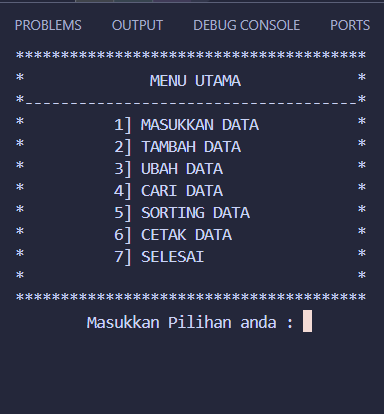 PROBLEMS OUTPUT DEBUG CONSOLE PORTS
***************************************
* MENU UTAMA *
*-------------------------------------*
* 1] MASUKKAN DATA *
* 2] TAMBAH DATA *
* 3] UBAH DATA *
* 4] CARI DATA *
* 5] SORTING DATA *
* 6] CETAK DATA *
* 7] SELESAI *
* *
***************************************
Masukkan Pilihan anda :